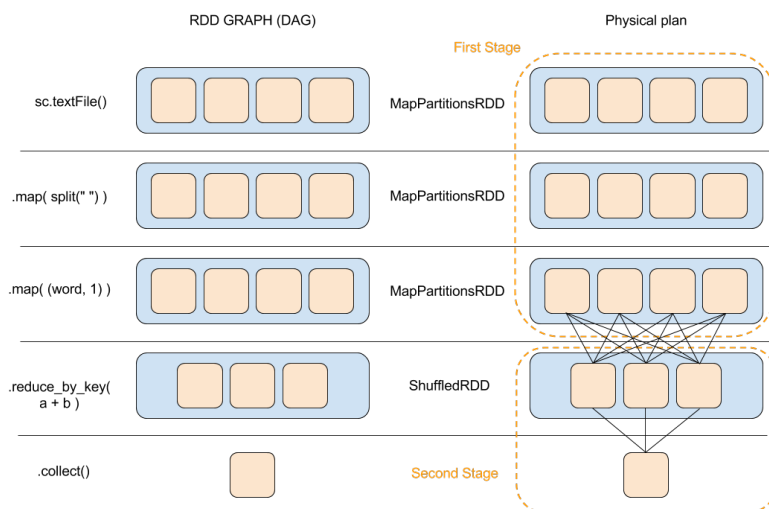 RDD GRAPH (DAG)
Physical plan
First Stage
sc.textFile()
MapPartitionsRDD
.map( split(" ") )
MapPartitionsRDD
.map( (word, 1) )
MapPartitionsRDD
.reduce_by_key(
a + b )
ShuffledRDD
.collect()
Second Stage